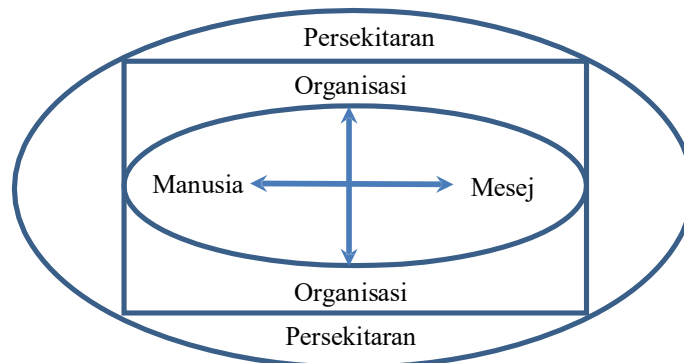 Persekitaran
Organisasi
Manusia
Mesej
Organisasi
Persekitaran